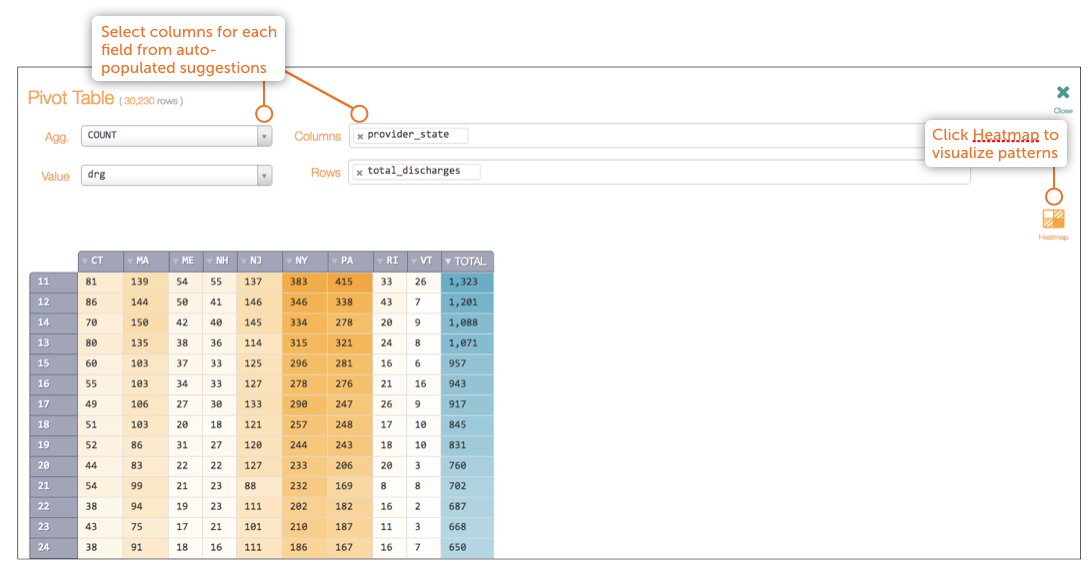 Select columns for each
field from auto-
populated suggestions
Pivot Table ( 30,230 rows )
Close
Agg. COUNT Columns × provider_state
Click Heatmap to
visualize patterns
Value drg Rows × total_discharges
Heatmap
CT MA ME NH NJ NY PA RI VT TOTAL
11 81 139 54 55 137 383 415 33 26 1,323
12 86 144 50 41 146 346 338 43 7 1,201
14 70 150 42 40 145 334 278 20 9 1,088
13 80 135 38 36 114 315 321 24 8 1,071
15 60 103 37 33 125 296 281 16 6 957
16 55 103 34 33 127 278 276 21 16 943
17 49 106 27 30 133 290 247 26 9 917
18 51 103 20 18 121 257 248 17 10 845
19 52 86 31 27 120 244 243 18 10 831
20 44 83 22 22 127 233 206 20 3 760
21 54 99 21 23 88 232 169 8 8 702
22 38 94 19 23 111 202 182 16 2 687
23 43 75 17 21 101 210 187 11 3 668
24 38 91 18 16 111 186 167 16 7 650